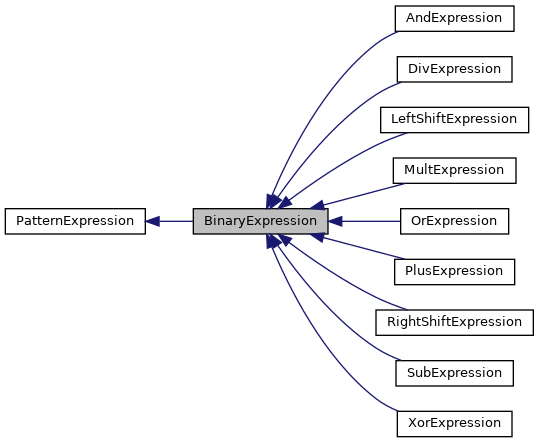 AndExpression
DivExpression
LeftShiftExpression
MultExpression
PatternExpression
BinaryExpression
OrExpression
PlusExpression
RightShiftExpression
SubExpression
XorExpression